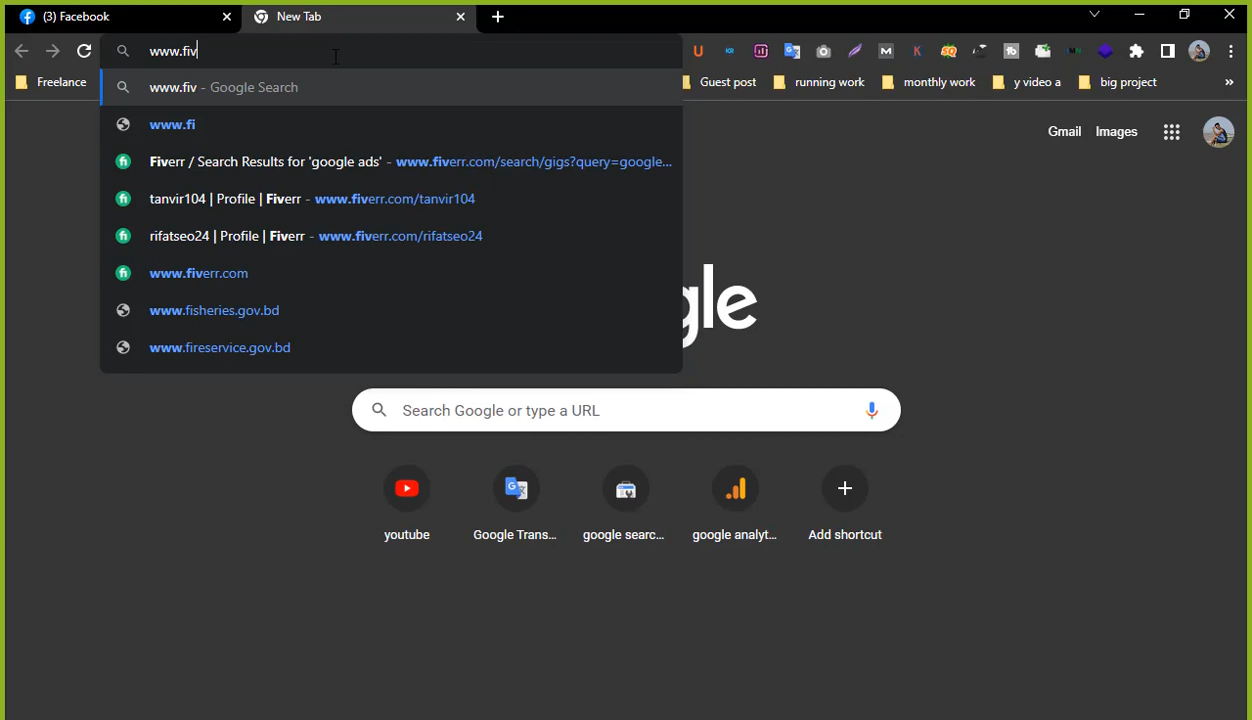 (3) Facebook
New Tab
www.fiv
Freelance
Guest post
running work
monthly work
y video a
big project
»
www.fiv - Google Search
www.fi
Fiverr / Search Results for 'google ads' - www.fiverr.com/search/gigs?query=google...
tanvir104 | Profile | Fiverr - www.fiverr.com/tanvir104
rifatseo24 | Profile | Fiverr - www.fiverr.com/rifatseo24
www.fiverr.com
www.fisheries.gov.bd
www.fireservice.gov.bd
Gmail Images
gle
Search Google or type a URL
youtube
Google Trans...
google searc...
google analyt...
Add shortcut